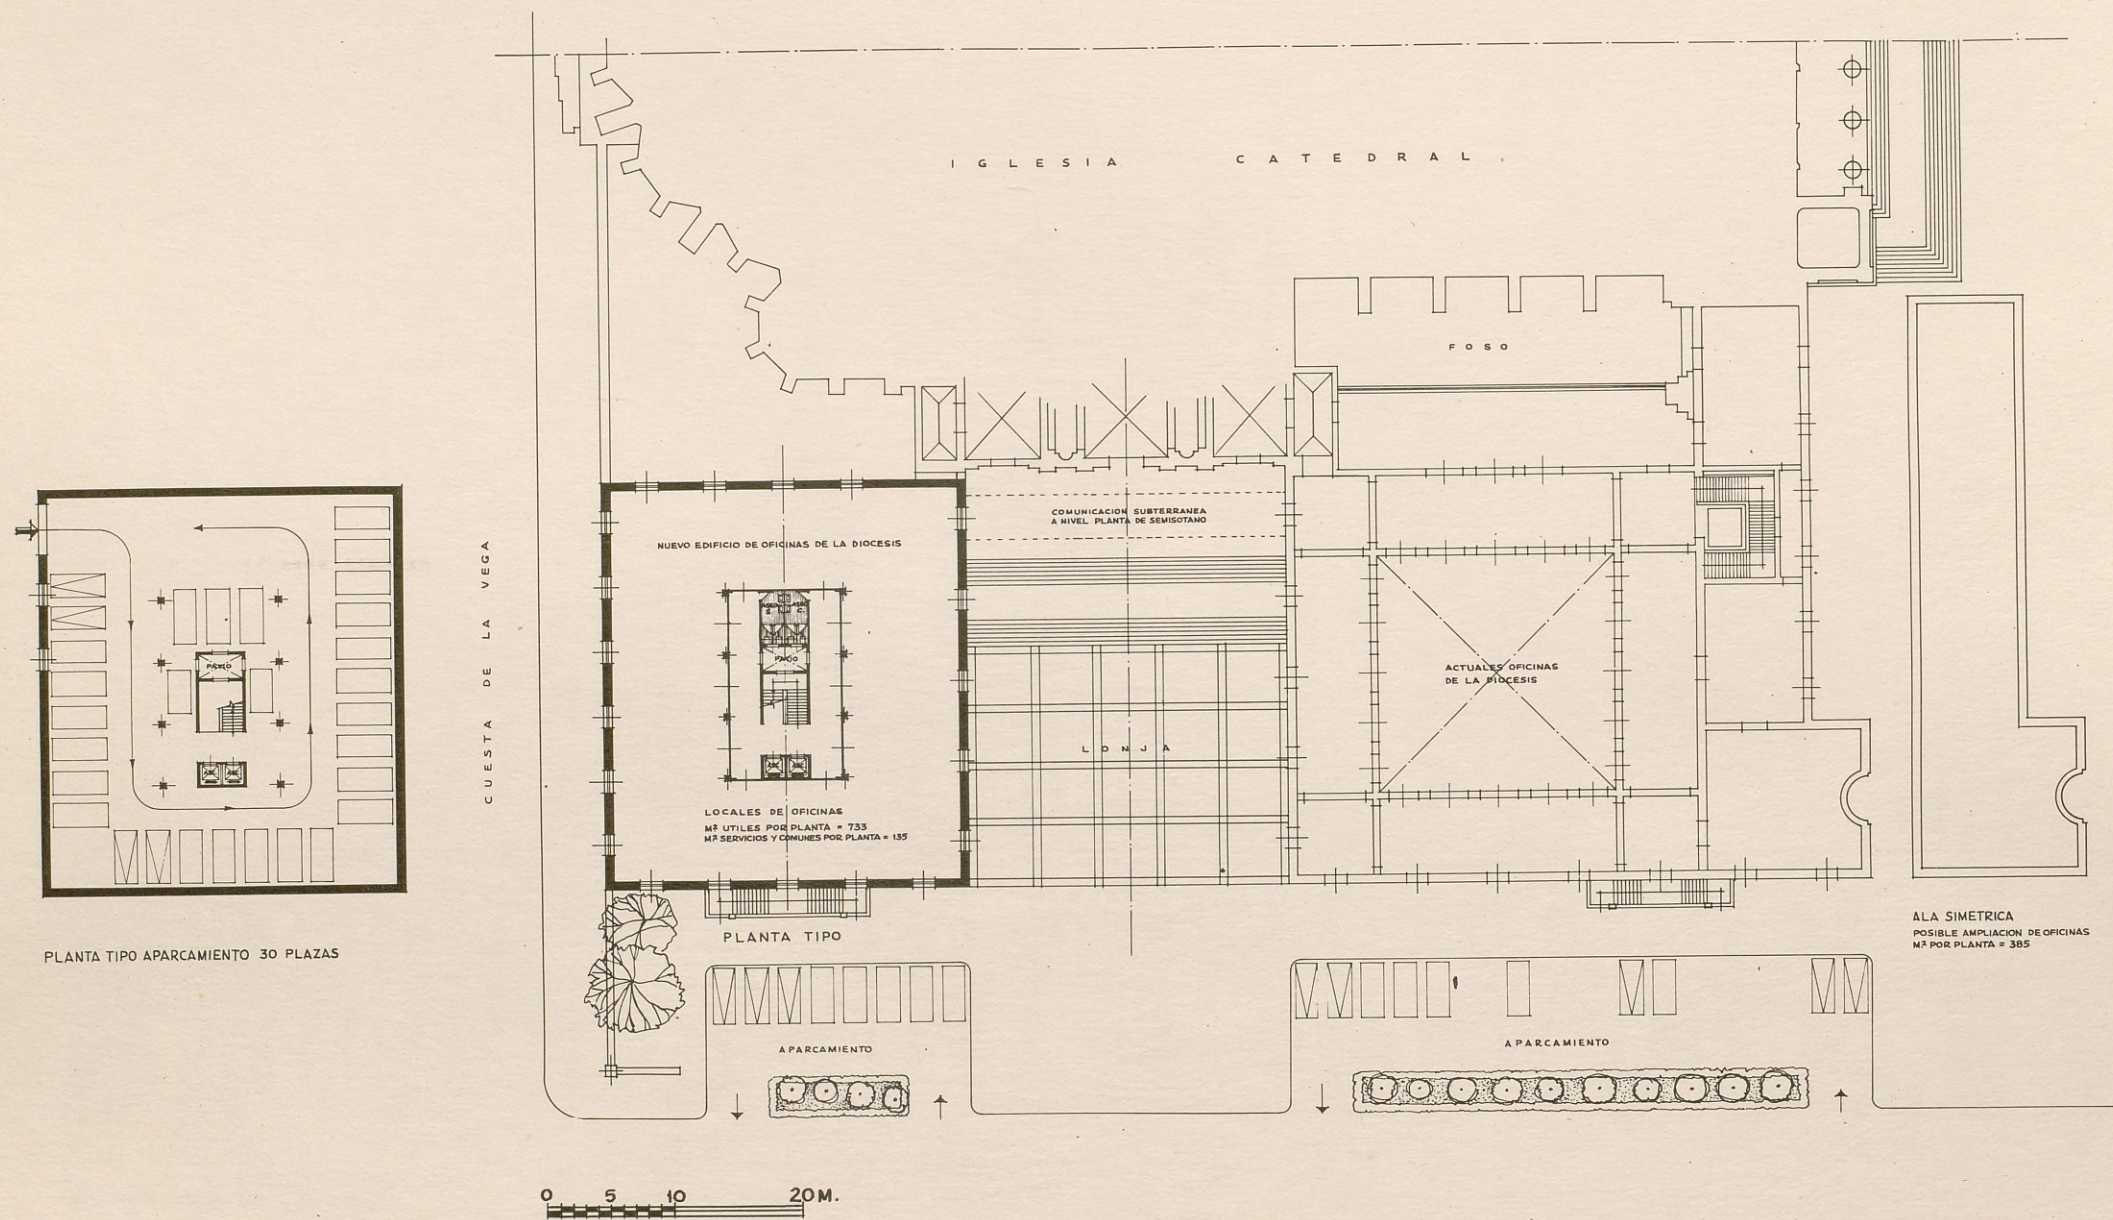 IGLESIA CATEDRAL
FOSO
COMUNICACION SUBTERRANEA
A NIVEL PLANTA DE SEMISOTANO
NUEVO EDIFICIO DE OFICINAS DE LA DIOCESIS
CUESTA DE LA VEGA
PATIO
PATIO
ACTUALES OFICINAS
DE LA DIOCESIS
LONJA
LOCALES DE OFICINAS
M² UTILES POR PLANTA = 733
M² SERVICIOS Y COMUNES POR PLANTA = 135
PLANTA TIPO
PLANTA TIPO APARCAMIENTO 30 PLAZAS
ALA SIMETRICA
POSIBLE AMPLIACION DE OFICINAS
M² POR PLANTA = 385
APARCAMIENTO
APARCAMIENTO
0 5 10 20 M.